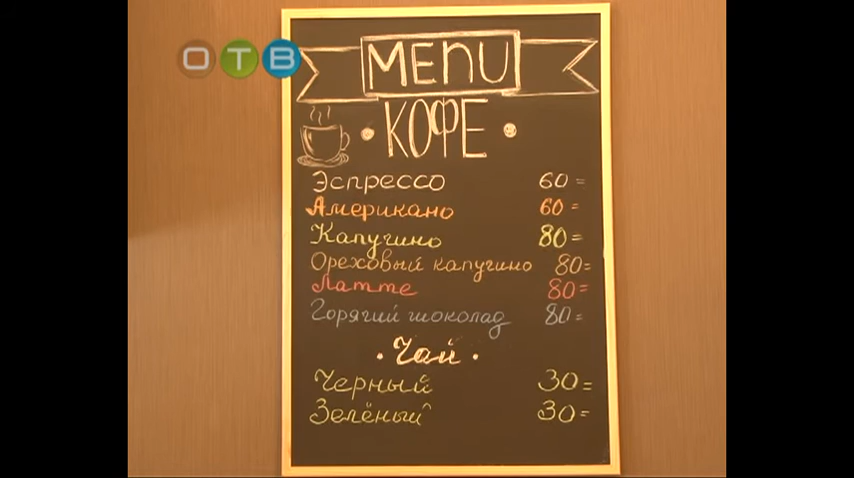 ОТВ
MENU
КОФЕ
Эспрессо 60=
Американо 60=
Капучино 80=
Ореховый капучино 80=
Латте 80=
Горячий шоколад 80=
Чай
Черный 30=
Зелёный 30=